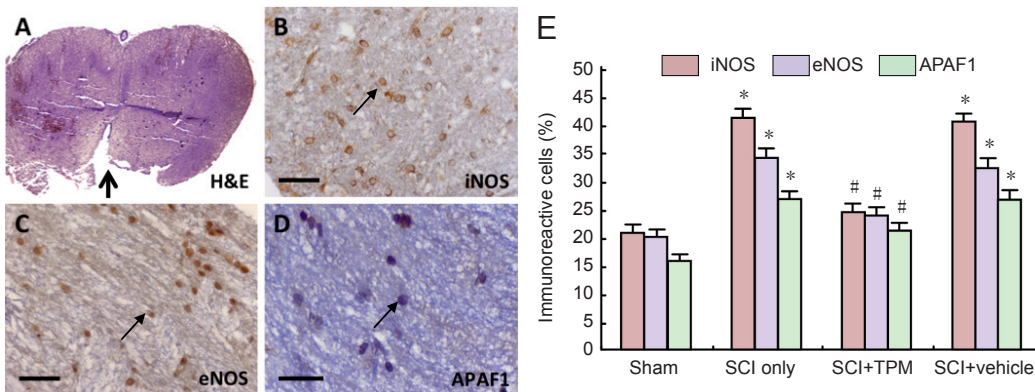 A
H&E
B
iNOS
C
eNOS
D
APAF1
E
iNOS eNOS APAF1
Immunoreactive cells (%)
50
45
40
35
30
25
20
15
10
5
0
* * *
# # #
* * *
Sham SCI only SCI+TPM SCI+vehicle